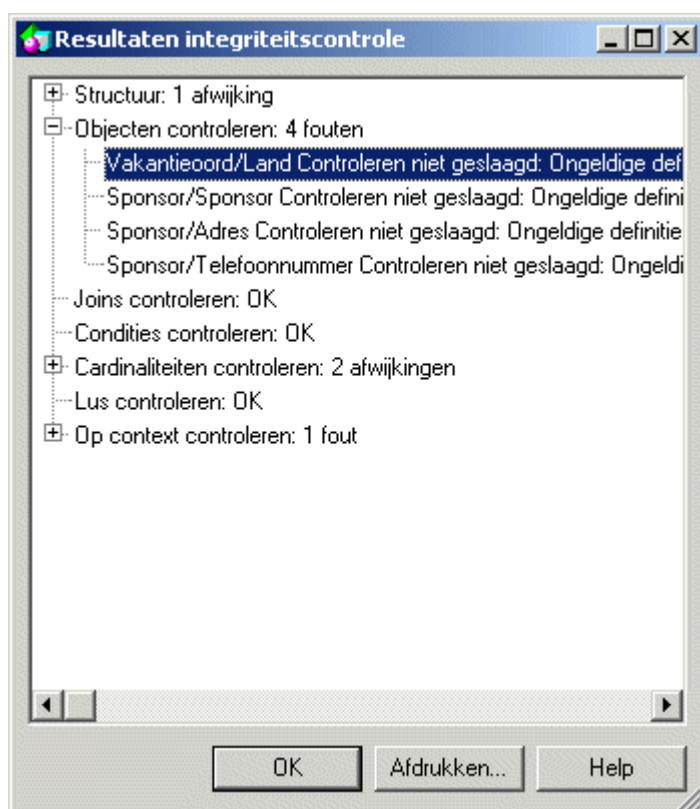 Resultaten integriteitscontrole
Structuur: 1 afwijking
Objecten controleren: 4 fouten
Vakantieoord/Land Controleren niet geslaagd: Ongeldige def
Sponsor/Sponsor Controleren niet geslaagd: Ongeldige defini
Sponsor/Adres Controleren niet geslaagd: Ongeldige definitie
Sponsor/Telefoonnummer Controleren niet geslaagd: Ongeldi
Joins controleren: OK
Condities controleren: OK
Cardinaliteiten controleren: 2 afwijkingen
Lus controleren: OK
Op context controleren: 1 fout
OK Afdrukken... Help